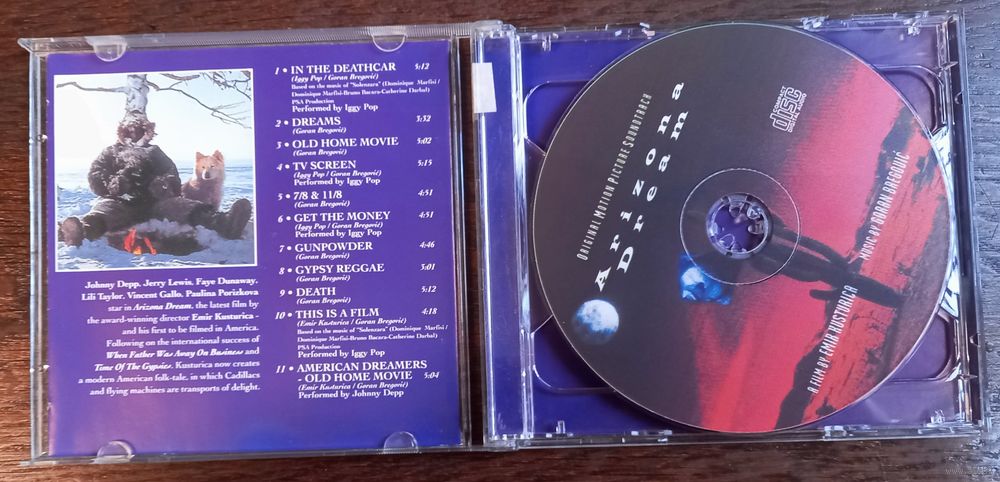 1 • IN THE DEATHCAR 5:12
(Iggy Pop / Goran Bregović)
Based on the music of "Solenzara" (Dominique Marfisi /
Dominique Marfisi-Bruno Bacara-Catherine Darbal)
PSA Production
Performed by Iggy Pop
2 • DREAMS 3:32
(Goran Bregović)
3 • OLD HOME MOVIE 5:02
(Goran Bregović)
4 • TV SCREEN 5:15
(Iggy Pop / Goran Bregović)
Performed by Iggy Pop
5 • 7/8 & 11/8 4:51
(Goran Bregović)
6 • GET THE MONEY 4:51
(Iggy Pop / Goran Bregović)
Performed by Iggy Pop
7 • GUNPOWDER 4:46
(Goran Bregović)
8 • GYPSY REGGAE 3:01
(Goran Bregović)
9 • DEATH 5:12
(Goran Bregović)
10 • THIS IS A FILM 4:18
(Emir Kusturica / Goran Bregović)
Based on the music of "Solenzara" (Dominique Marfisi /
Dominique Marfisi-Bruno Bacara-Catherine Darbal)
PSA Production
Performed by Iggy Pop
11 • AMERICAN DREAMERS
- OLD HOME MOVIE 5:04
(Emir Kusturica / Goran Bregović)
Performed by Johnny Depp
Johnny Depp, Jerry Lewis, Faye Dunaway,
Lili Taylor, Vincent Gallo, Paulina Porizkova
star in Arizona Dream, the latest film by
the award-winning director Emir Kusturica -
and his first to be filmed in America.
Following on the international success of
When Father Was Away On Business and
Time Of The Gypsies, Kusturica now creates
a modern American folk-tale, in which Cadillacs
and flying machines are transports of delight.
ORIGINAL MOTION PICTURE SOUNDTRACK
Arizona
Dream
COMPACT
disc
DIGITAL AUDIO
MUSIC BY GORAN BREGOVIĆ
A FILM BY EMIR KUSTURICA